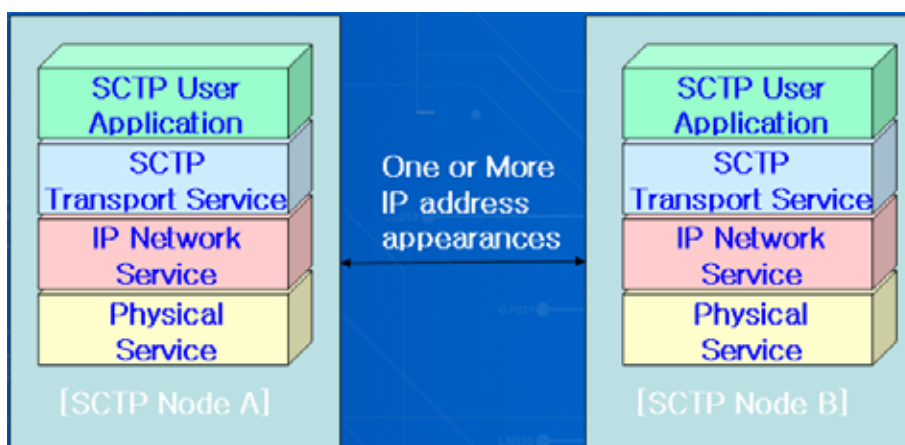 SCTP User
Application
SCTP
Transport Service
IP Network
Service
Physical
Service
[SCTP Node A]
One or More
IP address
appearances
SCTP User
Application
SCTP
Transport Service
IP Network
Service
Physical
Service
[SCTP Node B]